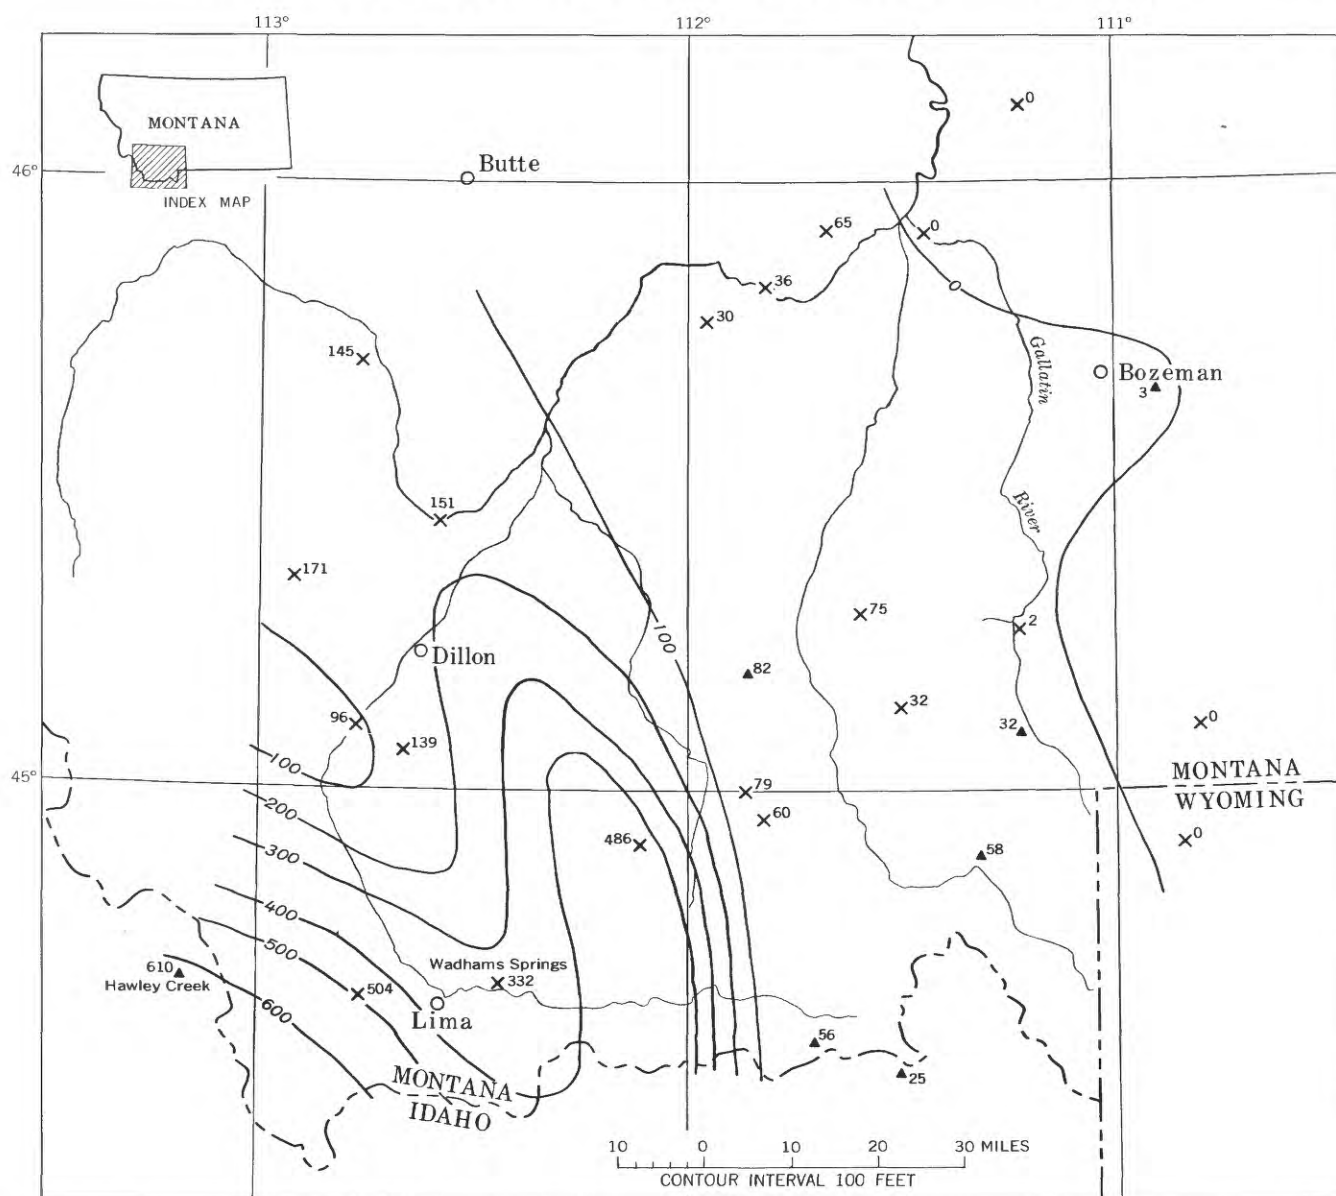 113°
112°
111°
MONTANA
INDEX MAP
46°
Butte
0
65
0
36
30
0
145
Gallatin
Bozeman
3
151
171
River
75
2
100
Dillon
82
96
139
32
32
0
45°
100
200
300
79
60
MONTANA
WYOMING
0
486
58
400
500
600
610
Hawley Creek
504
Wadhams Springs
332
Lima
56
25
MONTANA
IDAHO
10 0 10 20 30 MILES
CONTOUR INTERVAL 100 FEET